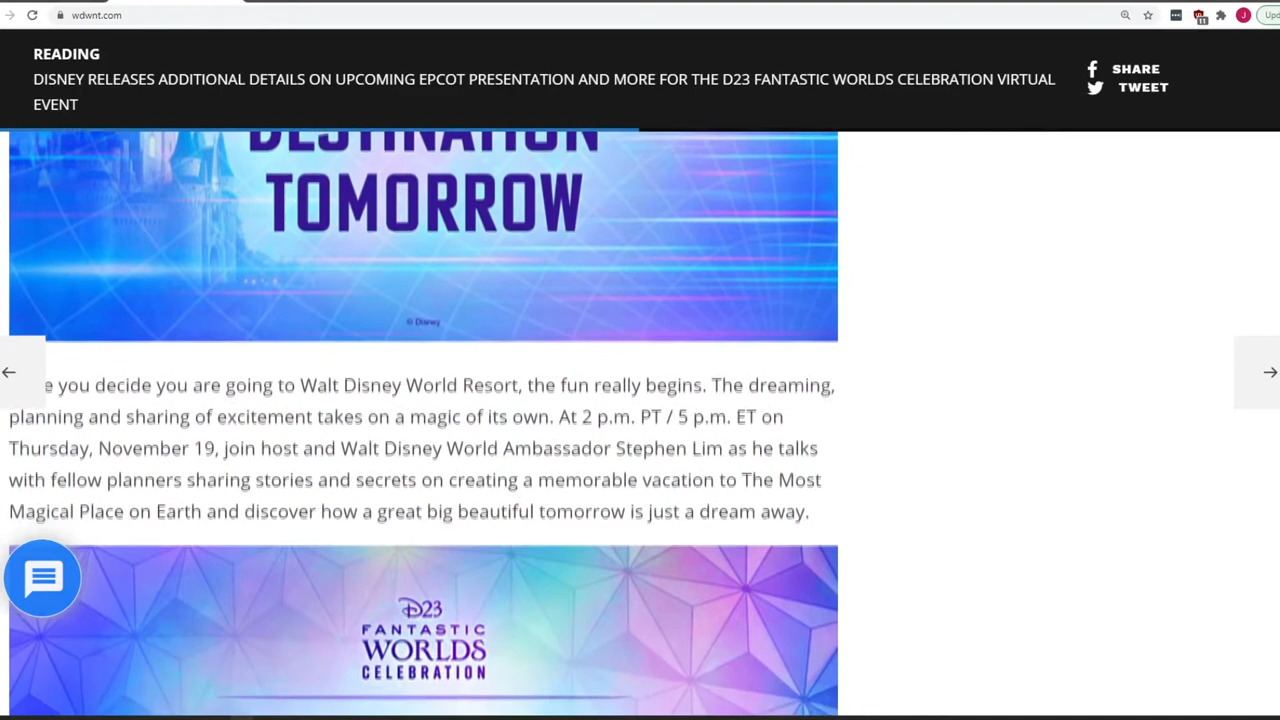 wdwnt.com
J
Upd
11
READING
DISNEY RELEASES ADDITIONAL DETAILS ON UPCOMING EPCOT PRESENTATION AND MORE FOR THE D23 FANTASTIC WORLDS CELEBRATION VIRTUAL
EVENT
SHARE
TWEET
DESTINATION
TOMORROW
© Disney
e you decide you are going to Walt Disney World Resort, the fun really begins. The dreaming,
planning and sharing of excitement takes on a magic of its own. At 2 p.m. PT / 5 p.m. ET on
Thursday, November 19, join host and Walt Disney World Ambassador Stephen Lim as he talks
with fellow planners sharing stories and secrets on creating a memorable vacation to The Most
Magical Place on Earth and discover how a great big beautiful tomorrow is just a dream away.
D23
FANTASTIC
WORLDS
CELEBRATION